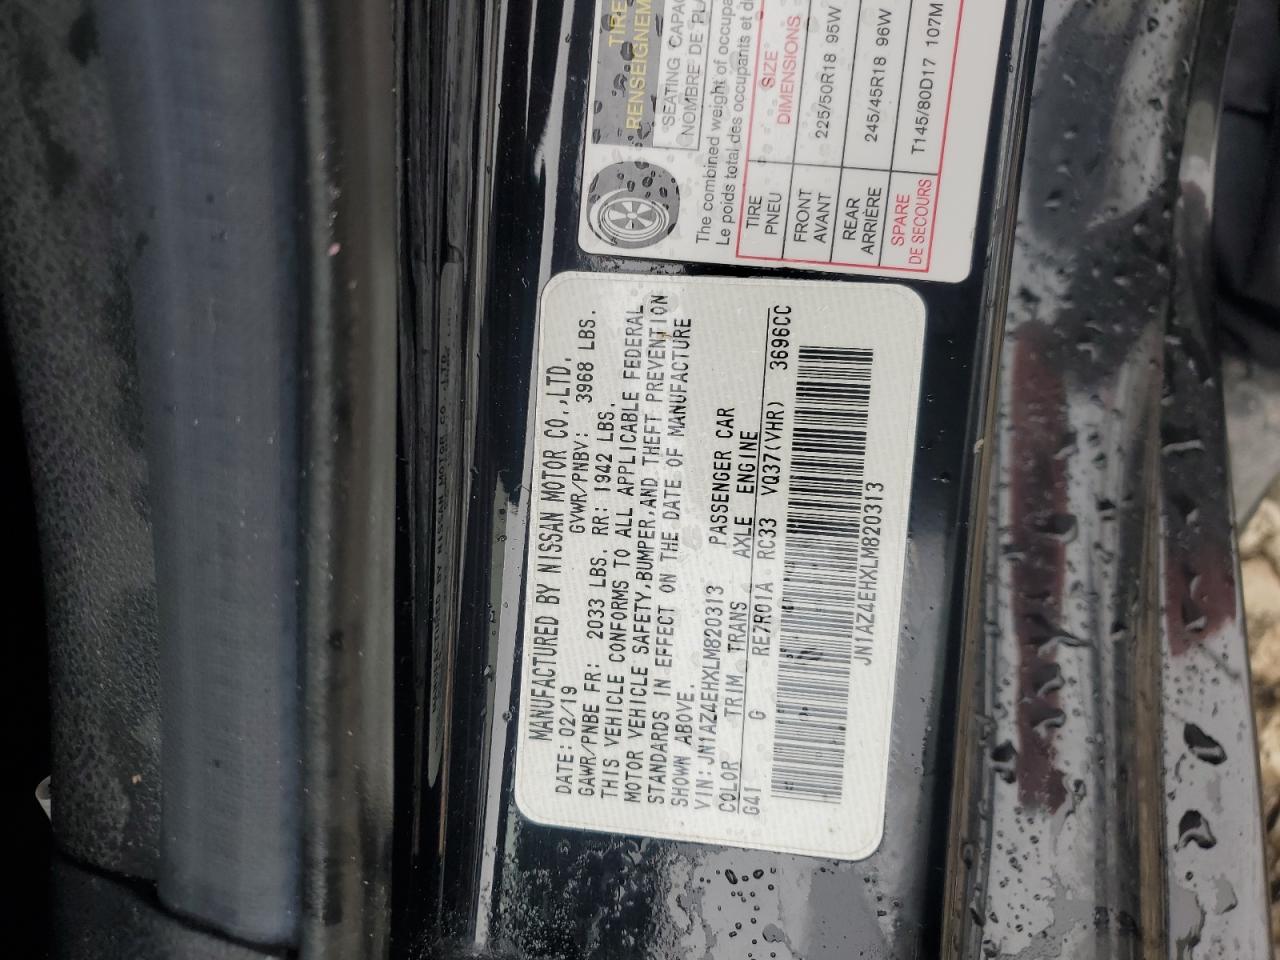 TIRE
RENSEIGNEM
SEATING CAPAC
NOMBRE DE PLA
The combined weight of occupa
Le poids total des occupants et d
TIRE SIZE
PNEU DIMENSIONS
FRONT
AVANT 225/50R18 95W
REAR
ARRIÈRE 245/45R18 96W
SPARE
DE SECOURS T145/80D17 107M
MANUFACTURED BY NISSAN MOTOR CO.,LTD.
DATE: 02/19 GVWR/PNBV: 3968 LBS.
GAWR/PNBE FR: 2033 LBS. RR: 1942 LBS.
THIS VEHICLE CONFORMS TO ALL APPLICABLE FEDERAL
MOTOR VEHICLE SAFETY,BUMPER,AND THEFT PREVENTION
STANDARDS IN EFFECT ON THE DATE OF MANUFACTURE
SHOWN ABOVE.
VIN:JN1AZ4EHXLM820313 PASSENGER CAR
COLOR TRIM TRANS AXLE ENGINE
G41 G RE7R01A RC33 VQ37(VHR) 3696CC
JN1AZ4EHXLM820313